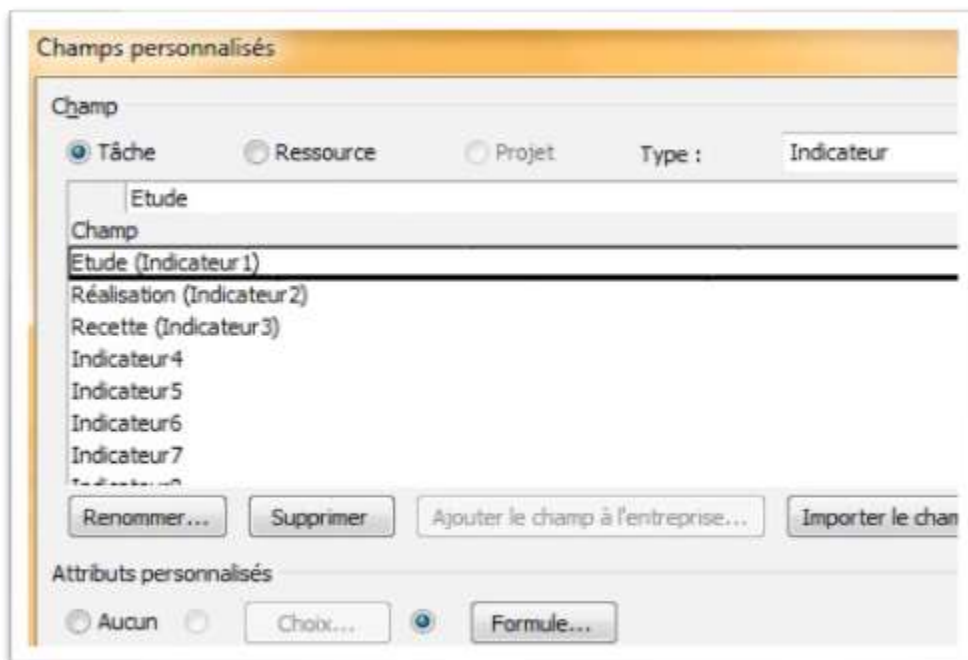 Champs personnalisés
Champ
Tâche Ressource Projet Type : Indicateur
Etude
Champ
Etude (Indicateur1)
Réalisation (Indicateur2)
Recette (Indicateur3)
Indicateur4
Indicateur5
Indicateur6
Indicateur7
Renommer... Supprimer Ajouter le champ à l'entreprise... Importer le
Attributs personnalisés
Aucun Choix... Formule...